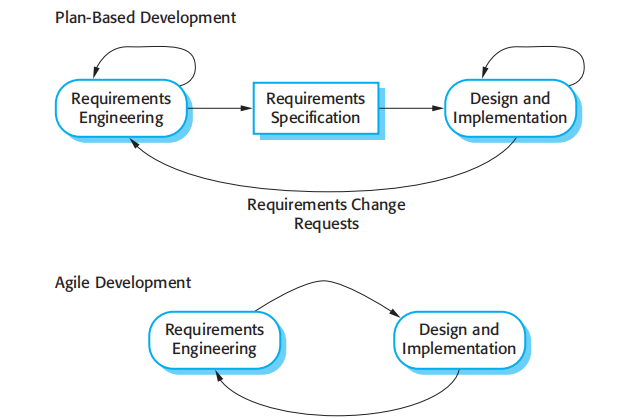 Plan-Based Development
Requirements
Engineering
Requirements
Specification
Design and
Implementation
Requirements Change
Requests
Agile Development
Requirements
Engineering
Design and
Implementation